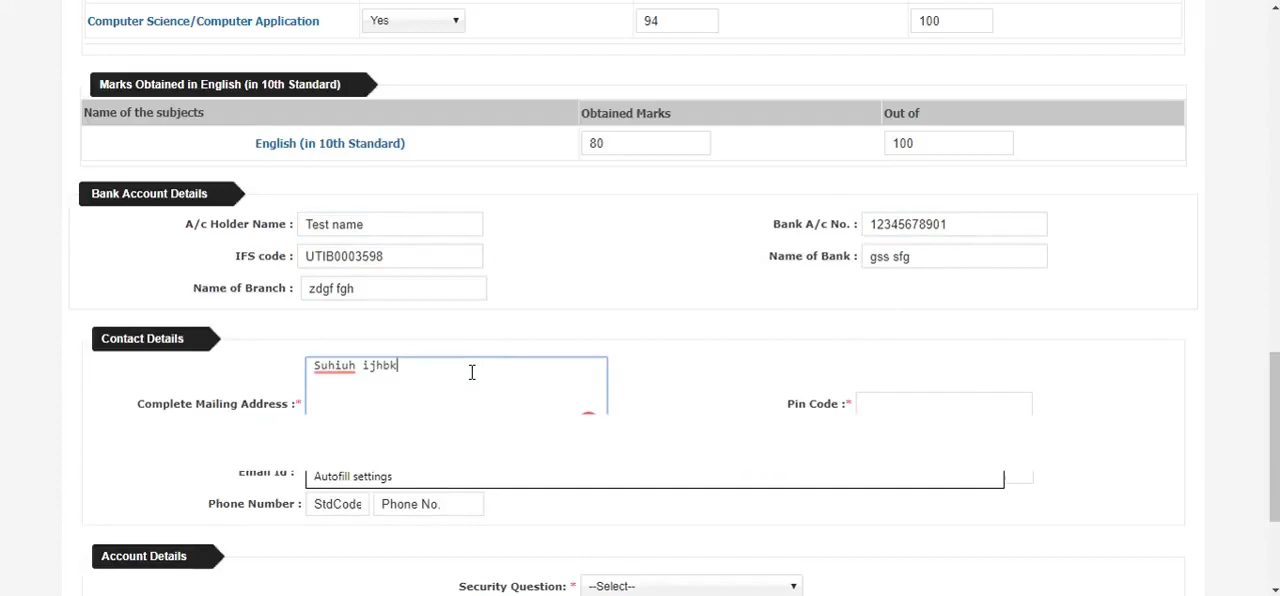 Computer Science/Computer Application Yes 94 100
Marks Obtained in English (in 10th Standard)
Name of the subjects Obtained Marks Out of
English (in 10th Standard) 80 100
Bank Account Details
A/c Holder Name : Test name Bank A/c No. : 12345678901
IFS code : UTIB0003598 Name of Bank : gss sfg
Name of Branch : zdgf fgh
Contact Details
Suhiuh ijhbk
Complete Mailing Address :* Pin Code :*
Email Id : Autofill settings
Phone Number : StdCode Phone No.
Account Details
Security Question: * --Select--